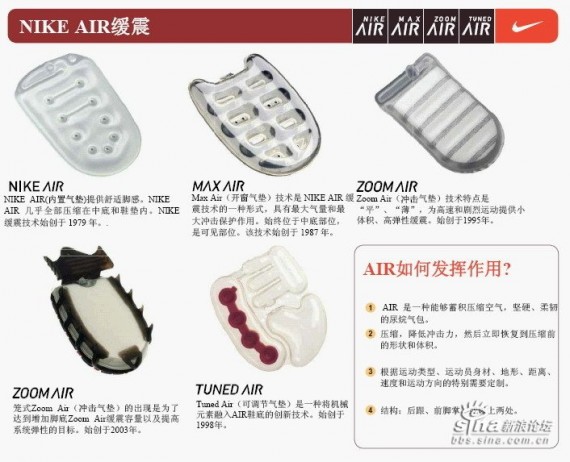 NIKE AIR缓震
NIKE AIR
MAX AIR
ZOOM AIR
TUNED AIR
NIKE AIR
NIKE AIR(内置气垫)提供舒适脚感。NIKE
AIR 几乎全部压缩在中底和鞋垫内。NIKE
缓震技术始创于 1979 年。.
MAX AIR
Max Air（开窗气垫）技术是 NIKE AIR 缓
震技术的一种形式，具有最大气量和最
大冲击保护作用。始终位于中底部位，
是可见部位。该技术始创于 1987 年。
ZOOM AIR
Zoom Air（冲击气垫）技术特点是
“平”、“薄”，为高速和剧烈运动提供小
体积、高弹性缓震。始创于1995年。
ZOOM AIR
笼式Zoom Air（冲击气垫）的出现是为了
达到增加脚底Zoom Air缓震容量以及提高
系统弹性的目标。始创于2003年。
TUNED AIR
Tuned Air（可调节气垫）是一种将机械
元素融入AIR鞋底的创新技术。始创于
1998年。
AIR如何发挥作用?
1 AIR 是一种能够蓄积压缩空气，坚硬、柔韧
的尿烷气包。
2 压缩，降低冲击力，然后立即恢复到压缩前
的形状和体积。
3 根据运动类型、运动员身材、地形、距离、
速度和运动方向的特别需要定制。
4 结构：后跟、前脚掌 上两处。
sina 新浪论坛
bbs.sina.com.cn